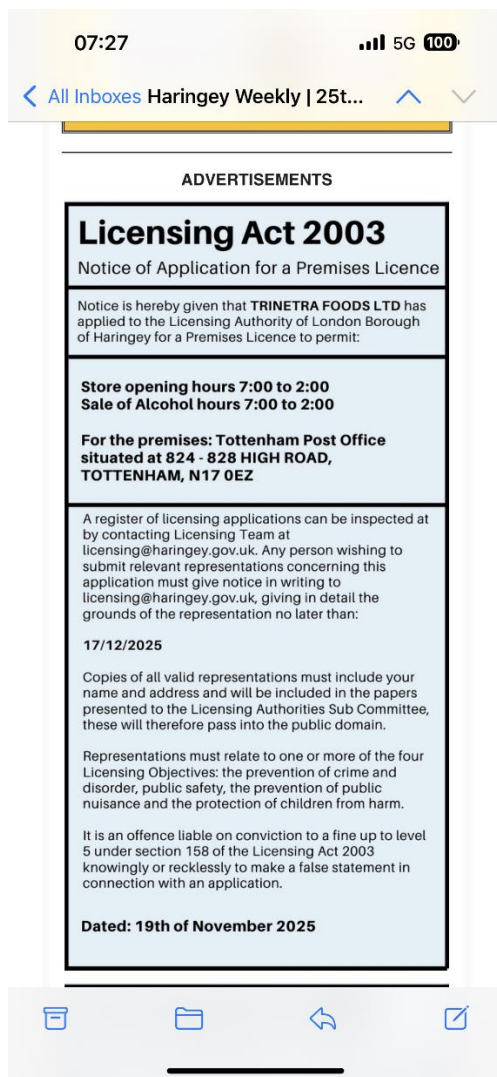 07:27
5G 100
All Inboxes Haringey Weekly | 25t...
ADVERTISEMENTS
Licensing Act 2003
Notice of Application for a Premises Licence
Notice is hereby given that TRINETRA FOODS LTD has
applied to the Licensing Authority of London Borough
of Haringey for a Premises Licence to permit:
Store opening hours 7:00 to 2:00
Sale of Alcohol hours 7:00 to 2:00
For the premises: Tottenham Post Office
situated at 824 - 828 HIGH ROAD,
TOTTENHAM, N17 0EZ
A register of licensing applications can be inspected at
by contacting Licensing Team at
licensing@haringey.gov.uk. Any person wishing to
submit relevant representations concerning this
application must give notice in writing to
licensing@haringey.gov.uk, giving in detail the
grounds of the representation no later than:
17/12/2025
Copies of all valid representations must include your
name and address and will be included in the papers
presented to the Licensing Authorities Sub Committee,
these will therefore pass into the public domain.
Representations must relate to one or more of the four
Licensing Objectives: the prevention of crime and
disorder, public safety, the prevention of public
nuisance and the protection of children from harm.
It is an offence liable on conviction to a fine up to level
5 under section 158 of the Licensing Act 2003
knowingly or recklessly to make a false statement in
connection with an application.
Dated: 19th of November 2025